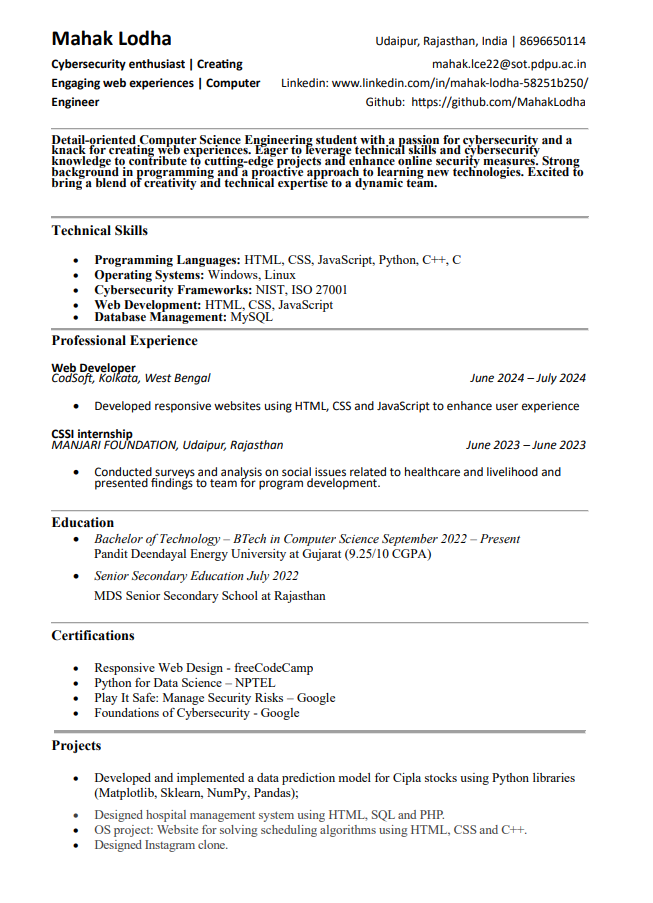 Mahak Lodha
Udaipur, Rajasthan, India | 8696650114
Cybersecurity enthusiast | Creating
mahak.lce22@sot.pdpu.ac.in
Engaging web experiences | Computer
Linkedin: www.linkedin.com/in/mahak-lodha-58251b250/
Engineer
Github: https://github.com/MahakLodha
Detail-oriented Computer Science Engineering student with a passion for cybersecurity and a
knack for creating web experiences. Eager to leverage technical skills and cybersecurity
knowledge to contribute to cutting-edge projects and enhance online security measures. Strong
background in programming and a proactive approach to learning new technologies. Excited to
bring a blend of creativity and technical expertise to a dynamic team.
Technical Skills
• Programming Languages: HTML, CSS, JavaScript, Python, C++, C
• Operating Systems: Windows, Linux
• Cybersecurity Frameworks: NIST, ISO 27001
• Web Development: HTML, CSS, JavaScript
• Database Management: MySQL
Professional Experience
Web Developer
CodSoft, Kolkata, West Bengal June 2024 – July 2024
• Developed responsive websites using HTML, CSS and JavaScript to enhance user experience
CSSI internship
MANJARI FOUNDATION, Udaipur, Rajasthan June 2023 – June 2023
• Conducted surveys and analysis on social issues related to healthcare and livelihood and
presented findings to team for program development.
Education
• Bachelor of Technology – BTech in Computer Science September 2022 – Present
Pandit Deendayal Energy University at Gujarat (9.25/10 CGPA)
• Senior Secondary Education July 2022
MDS Senior Secondary School at Rajasthan
Certifications
• Responsive Web Design - freeCodeCamp
• Python for Data Science – NPTEL
• Play It Safe: Manage Security Risks – Google
• Foundations of Cybersecurity - Google
Projects
• Developed and implemented a data prediction model for Cipla stocks using Python libraries
(Matplotlib, Sklearn, NumPy, Pandas);
• Designed hospital management system using HTML, SQL and PHP.
• OS project: Website for solving scheduling algorithms using HTML, CSS and C++.
• Designed Instagram clone.